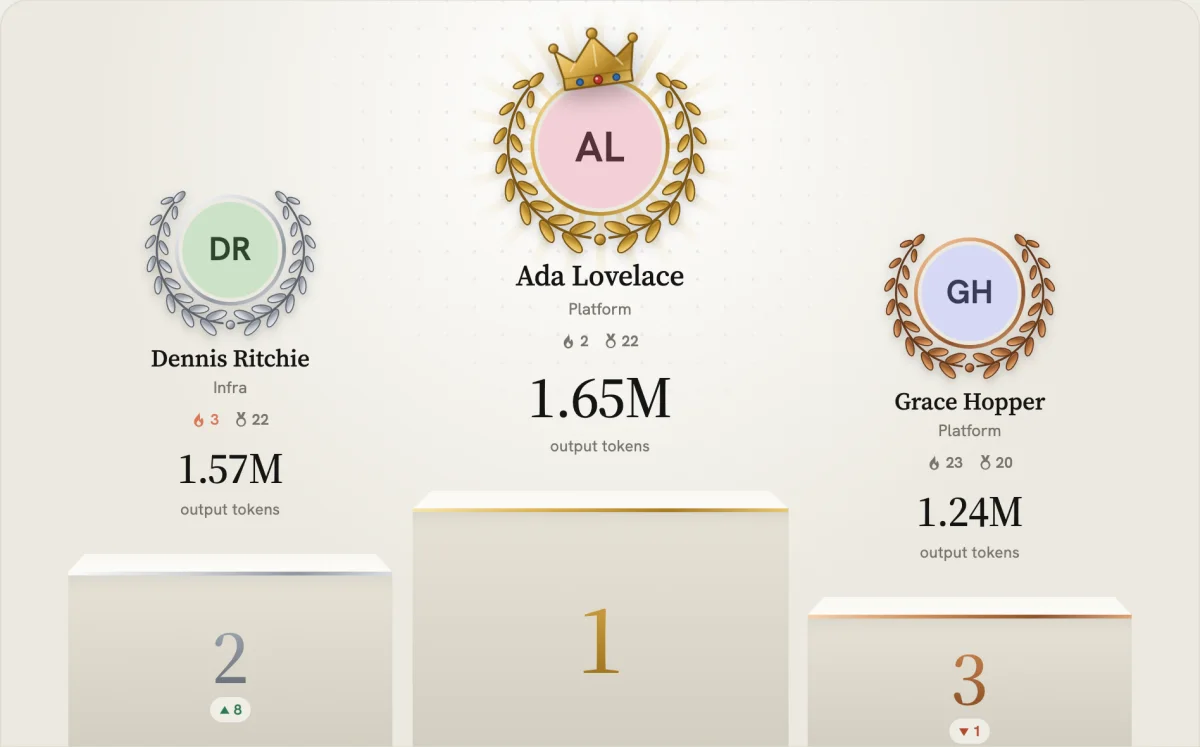 AL
Ada Lovelace
Platform
2 22
1.65M
output tokens
1
DR
Dennis Ritchie
Infra
3 22
1.57M
output tokens
2
▲ 8
GH
Grace Hopper
Platform
23 20
1.24M
output tokens
3
▼ 1